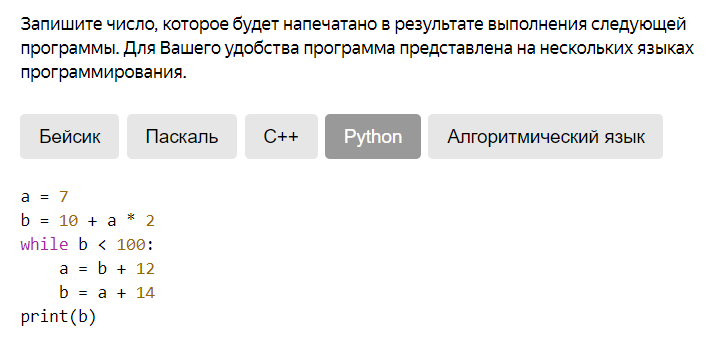 Запишите число, которое будет напечатано в результате выполнения следующей
программы. Для Вашего удобства программа представлена на нескольких языках
программирования.
Бейсик Паскаль C++ Python Алгоритмический язык
a = 7
b = 10 + a * 2
while b < 100:
    a = b + 12
    b = a + 14
print(b)